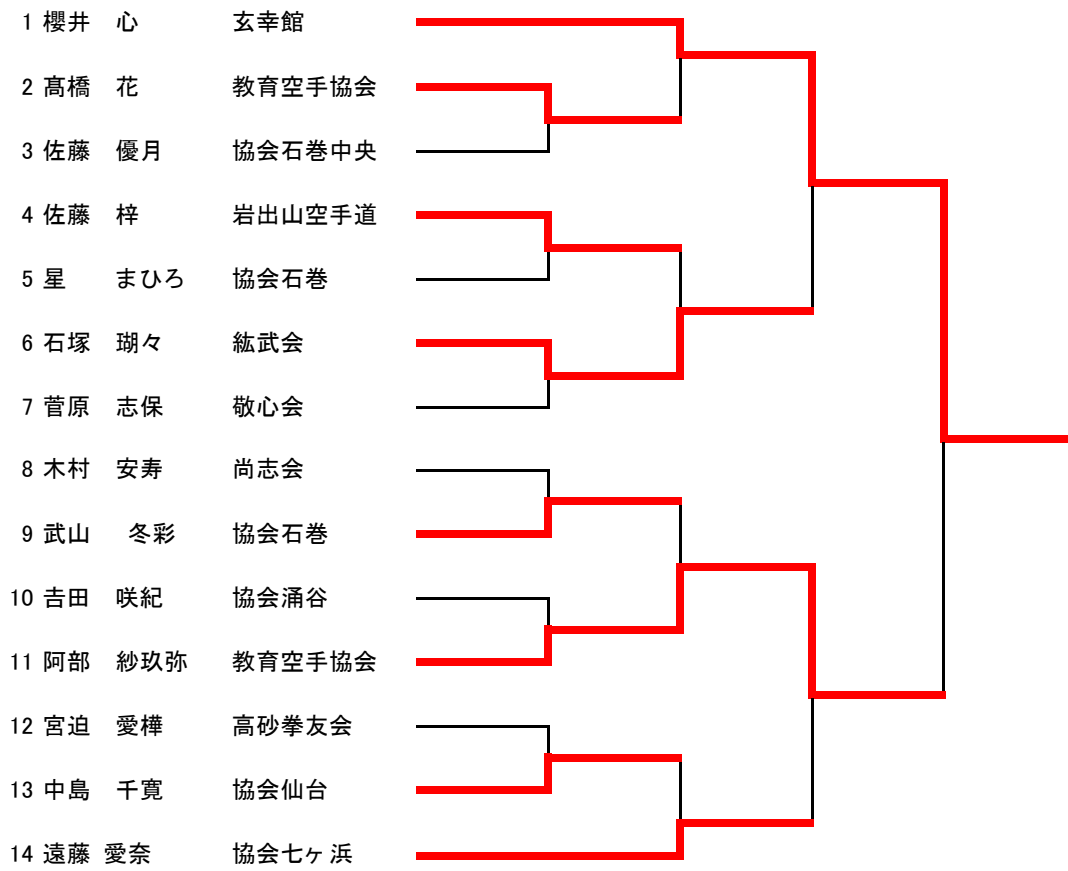 1 櫻井 心 玄幸館
2 髙橋 花 教育空手協会
3 佐藤 優月 協会石巻中央
4 佐藤 梓 岩出山空手道
5 星 まひろ 協会石巻
6 石塚 瑚々 紘武会
7 菅原 志保 敬心会
8 木村 安寿 尚志会
9 武山 冬彩 協会石巻
10 𠮷田 咲紀 協会涌谷
11 阿部 紗玖弥 教育空手協会
12 宮迫 愛樺 高砂拳友会
13 中島 千寛 協会仙台
14 遠藤 愛奈 協会七ヶ浜